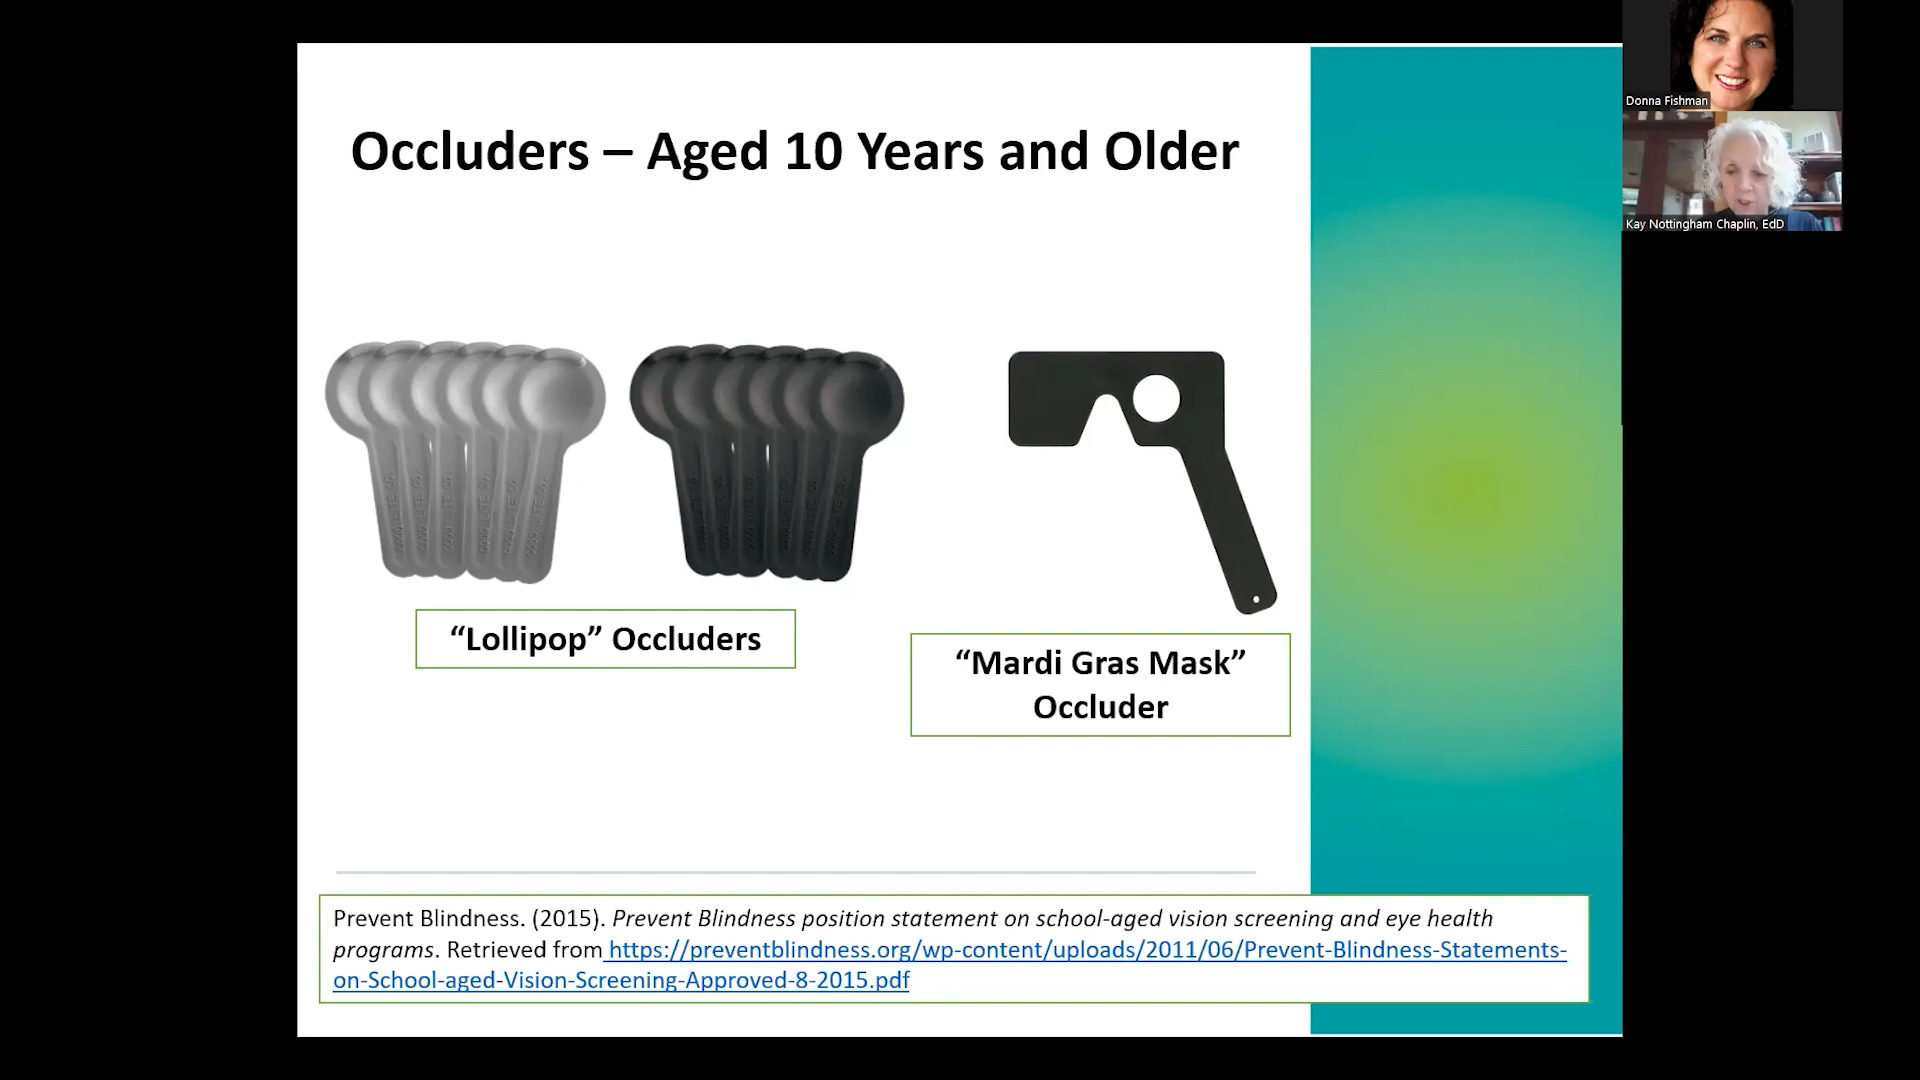 Donna Fishman
Kay Nottingham Chaplin, EdD
Occluders – Aged 10 Years and Older
“Lollipop” Occluders
“Mardi Gras Mask”
Occluder
Prevent Blindness. (2015). Prevent Blindness position statement on school-aged vision screening and eye health
programs. Retrieved from https://preventblindness.org/wp-content/uploads/2011/06/Prevent-Blindness-Statements-
on-School-aged-Vision-Screening-Approved-8-2015.pdf